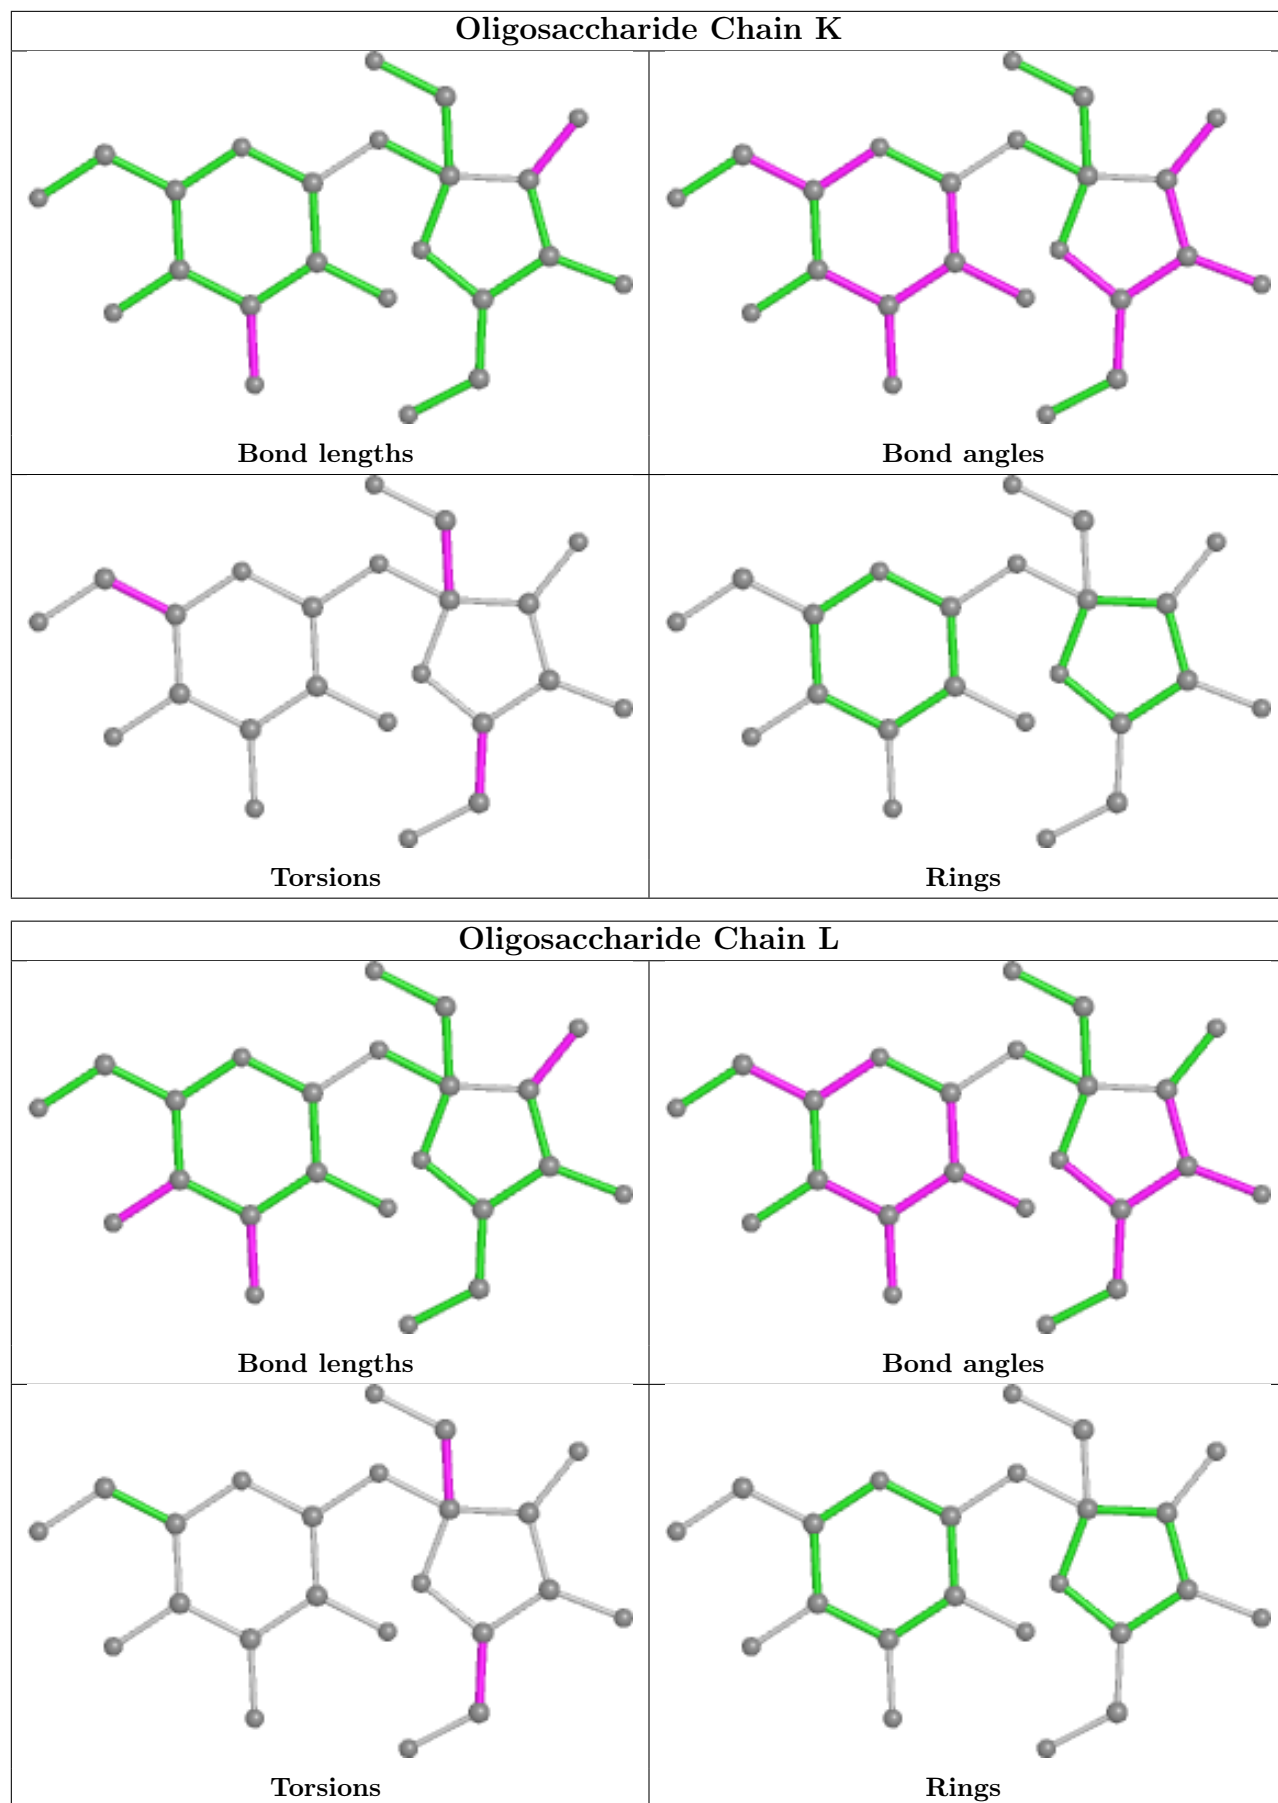 Oligosaccharide Chain K
Bond lengths
Bond angles
Torsions
Rings
Oligosaccharide Chain L
Bond lengths
Bond angles
Torsions
Rings